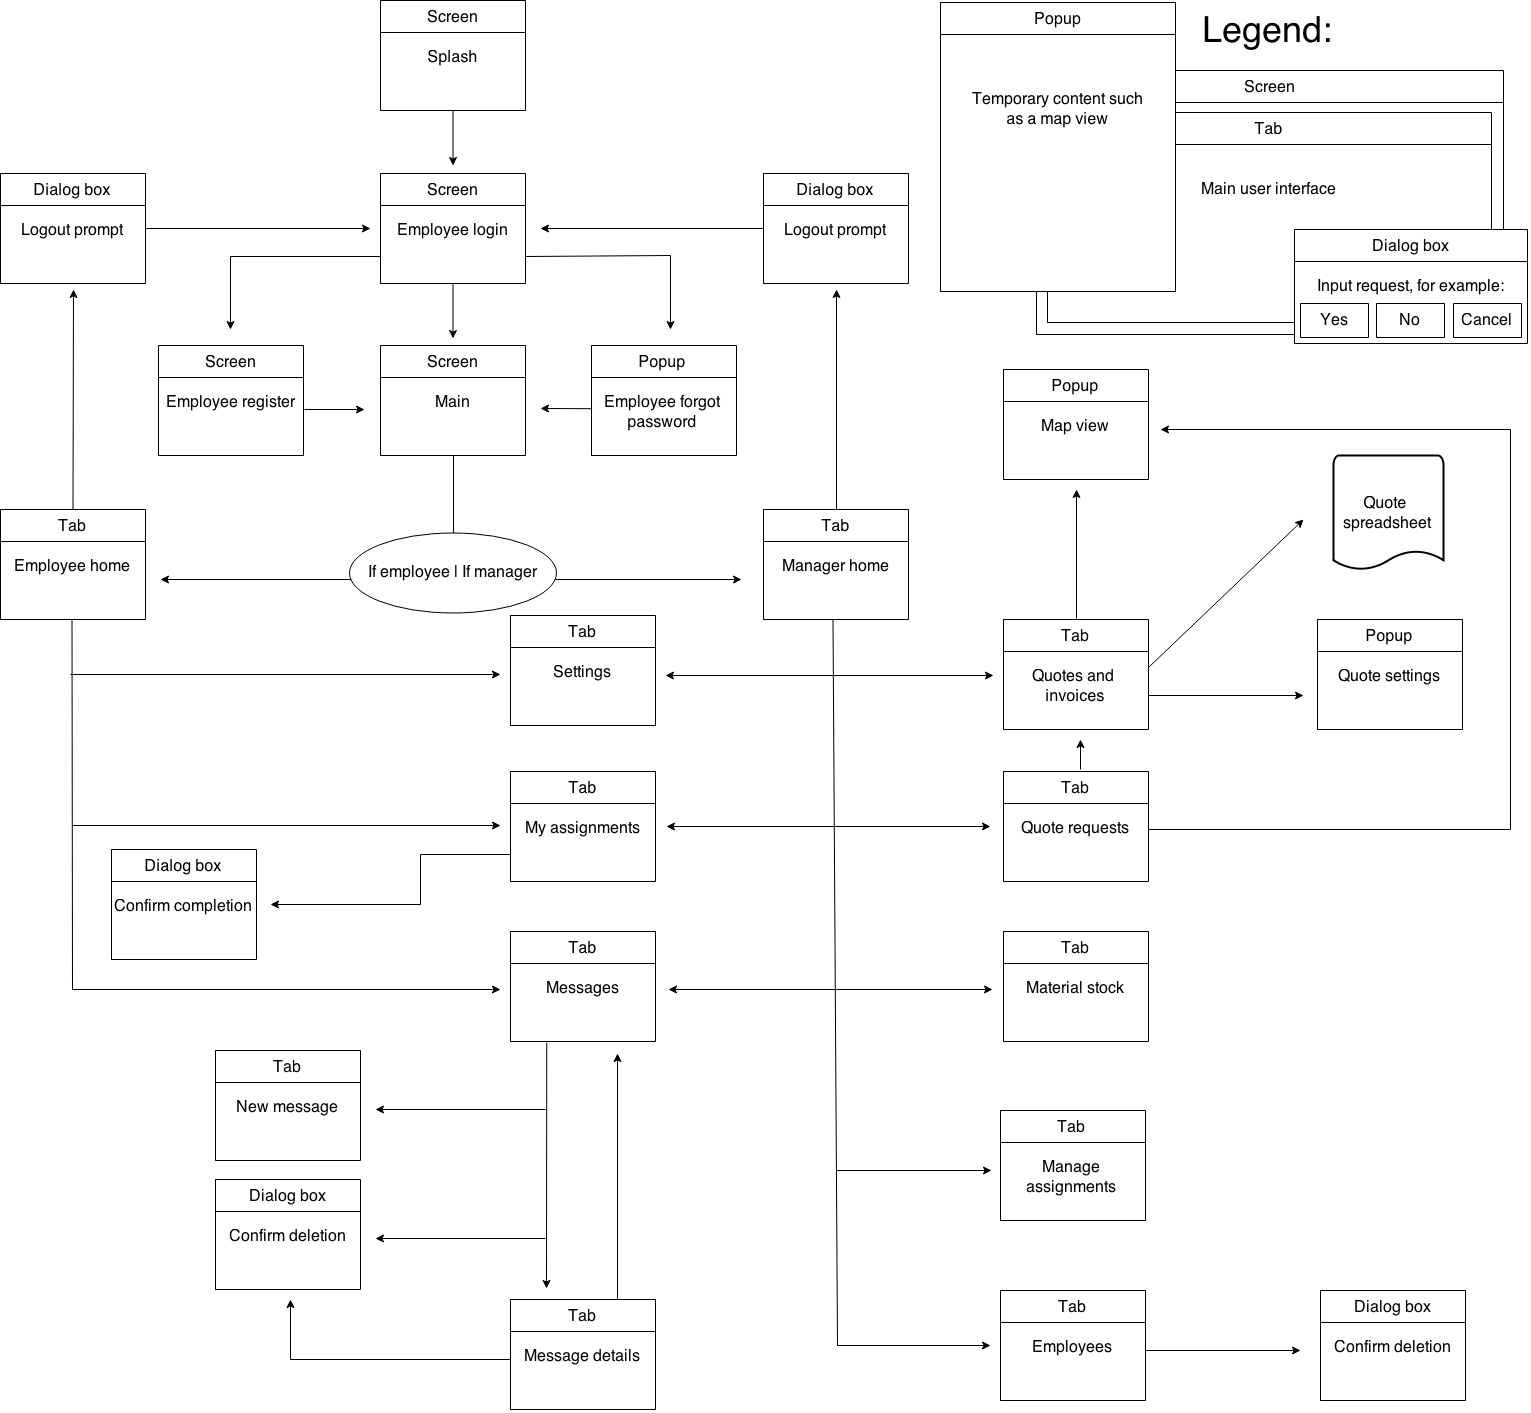 Screen
Splash
Popup
Temporary content such
as a map view
Legend:
Screen
Tab
Main user interface
Dialog box
Input request, for example:
Yes
No
Cancel
Dialog box
Logout prompt
Screen
Employee login
Dialog box
Logout prompt
Screen
Employee register
Screen
Main
Popup
Employee forgot
password
Popup
Map view
Quote
spreadsheet
Tab
Employee home
If employee | If manager
Tab
Manager home
Tab
Settings
Tab
Quotes and
invoices
Popup
Quote settings
Tab
My assignments
Tab
Quote requests
Dialog box
Confirm completion
Tab
Messages
Tab
Material stock
Tab
New message
Tab
Manage
assignments
Dialog box
Confirm deletion
Tab
Message details
Tab
Employees
Dialog box
Confirm deletion